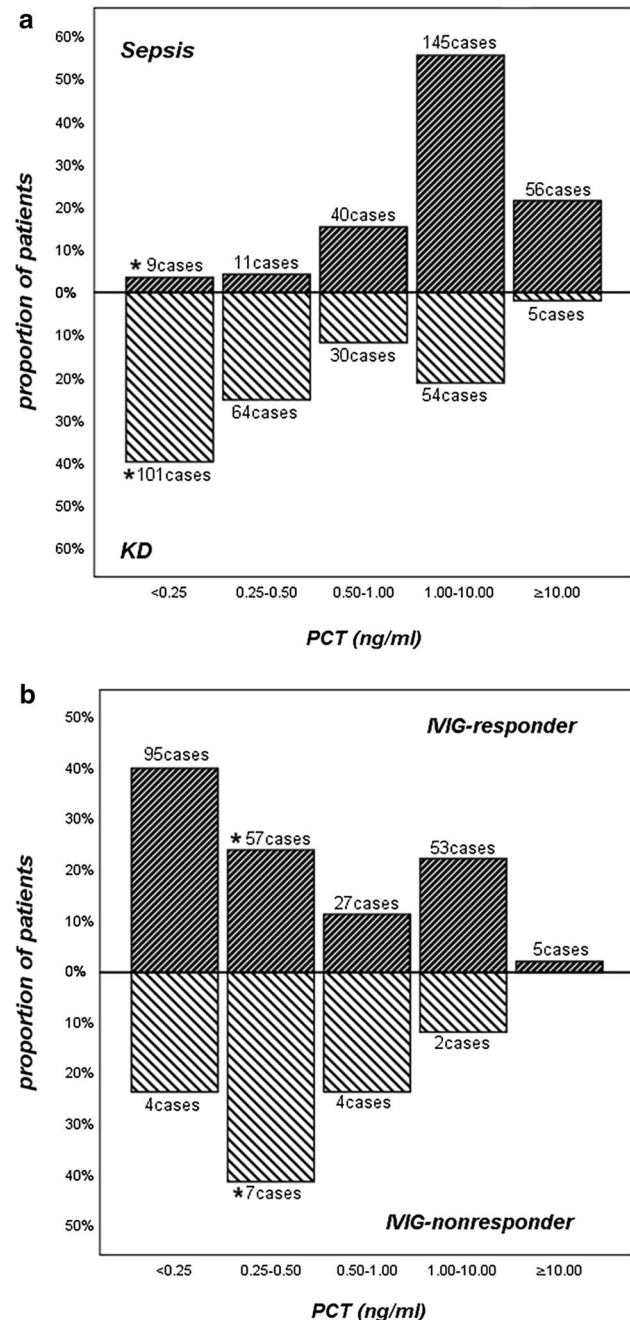 a
60%
Sepsis
145cases
50%
40%
30%
56cases
20%
40cases
10%
* 9cases
11cases
0%
5cases
10%
30cases
20%
54cases
64cases
30%
40%
*101cases
50%
60%
KD
<0.25 0.25-0.50 0.50-1.00 1.00-10.00 ≥10.00
PCT (ng/ml)
proportion of patients
b
50%
IVIG-responder
95cases
40%
30%
* 57cases
53cases
20%
27cases
10%
5cases
0%
10%
2cases
20%
4cases
4cases
30%
40%
*7cases
50%
IVIG-nonresponder
<0.25 0.25-0.50 0.50-1.00 1.00-10.00 ≥10.00
PCT (ng/ml)
proportion of patients